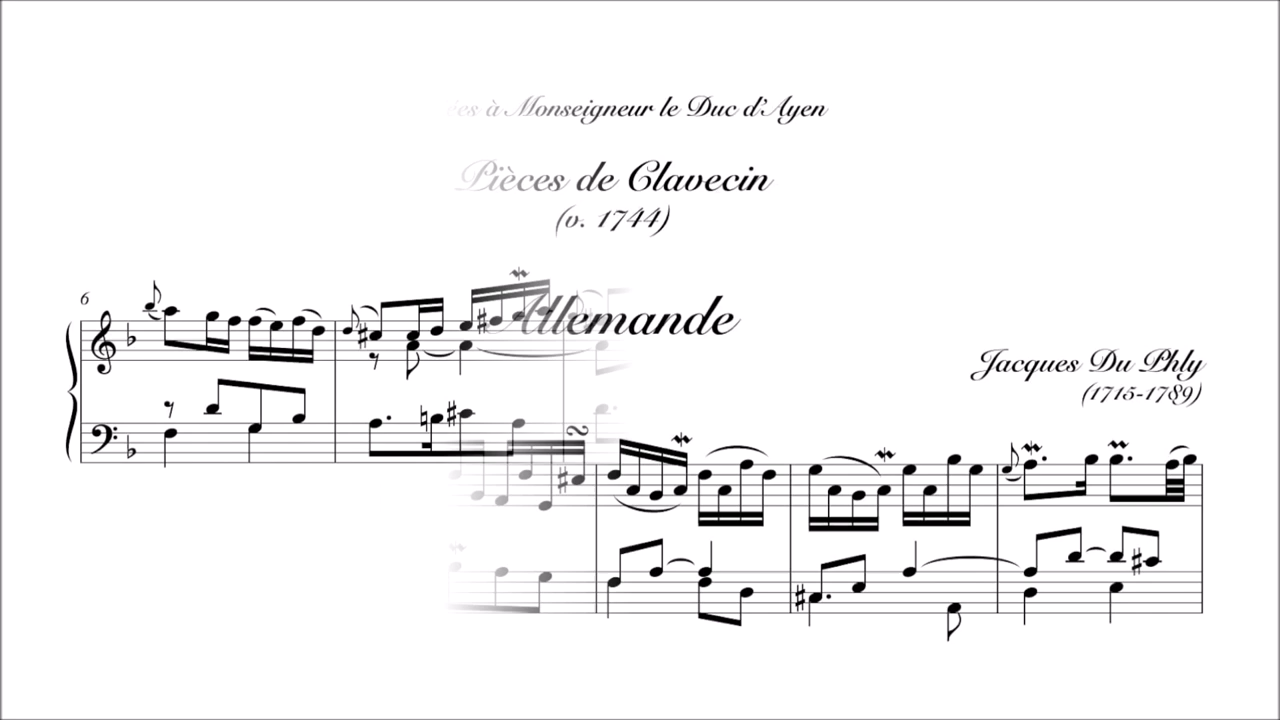 à Monseigneur le Duc d'Ayen
Pièces de Clavecin
(v. 1744)
6
Allemande
Jacques Du Phly
(1715-1789)